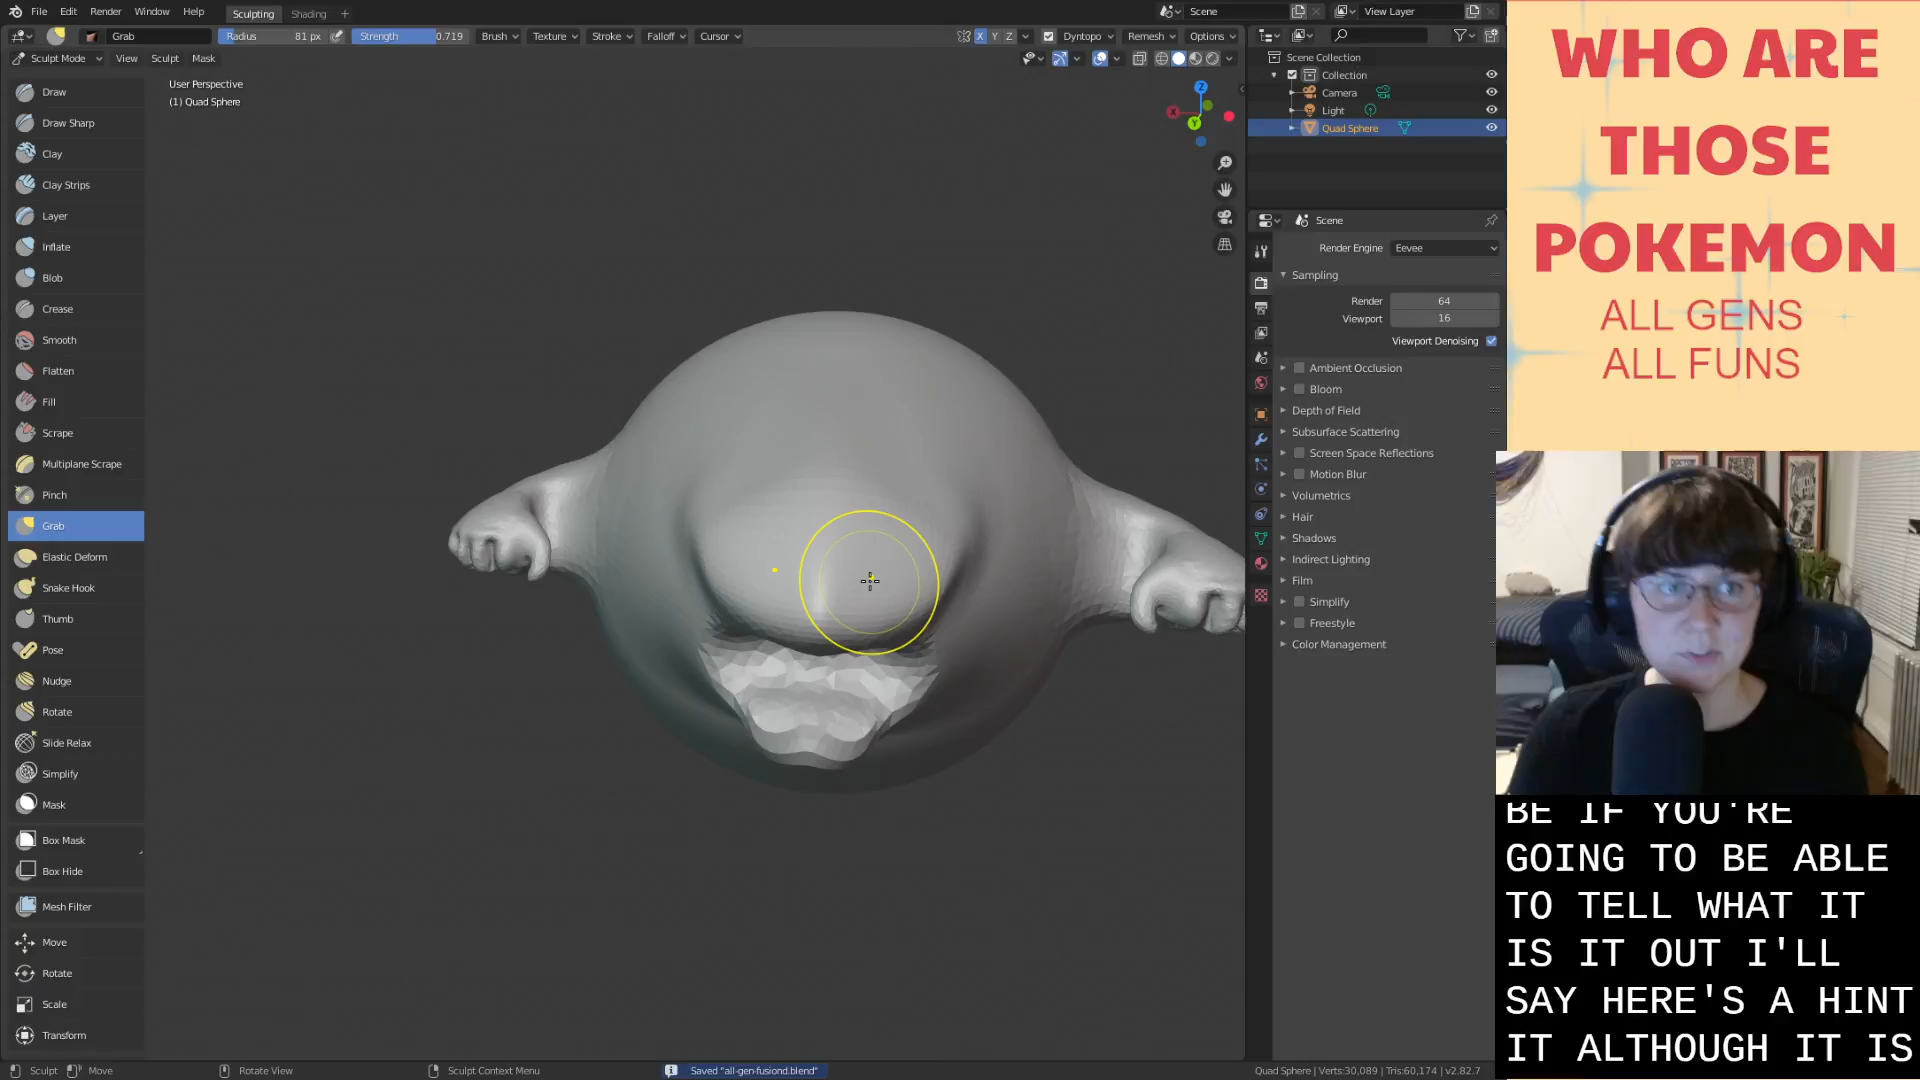 File Edit Render Window Help Sculpting Shading + Scene View Layer
Grab Radius 81 px Strength 0.719 Brush Texture Stroke Falloff Cursor X Y Z Dyntopo Remesh Options
Sculpt Mode View Sculpt Mask
User Perspective
(1) Quad Sphere
Draw
Draw Sharp
Clay
Clay Strips
Layer
Inflate
Blob
Crease
Smooth
Flatten
Fill
Scrape
Multiplane Scrape
Pinch
Grab
Elastic Deform
Snake Hook
Thumb
Pose
Nudge
Rotate
Slide Relax
Simplify
Mask
Box Mask
Box Hide
Mesh Filter
Move
Rotate
Scale
Transform
Z
X
Y
Scene Collection
Collection
Camera
Light
Quad Sphere
Scene
Render Engine Eevee
Sampling
Render 64
Viewport 16
Viewport Denoising
Ambient Occlusion
Bloom
Depth of Field
Subsurface Scattering
Screen Space Reflections
Motion Blur
Volumetrics
Hair
Shadows
Indirect Lighting
Film
Simplify
Freestyle
Color Management
WHO ARE
THOSE
POKEMON
ALL GENS
ALL FUNS
BE IF YOU'RE
GOING TO BE ABLE
TO TELL WHAT IT
IS IT OUT I'LL
SAY HERE'S A HINT
IT ALTHOUGH IT IS
Sculpt Move Rotate View Sculpt Context Menu Saved "all-gen-fusiond.blend" Quad Sphere | Verts:30,089 | Tris:60,174 | v2.82.7